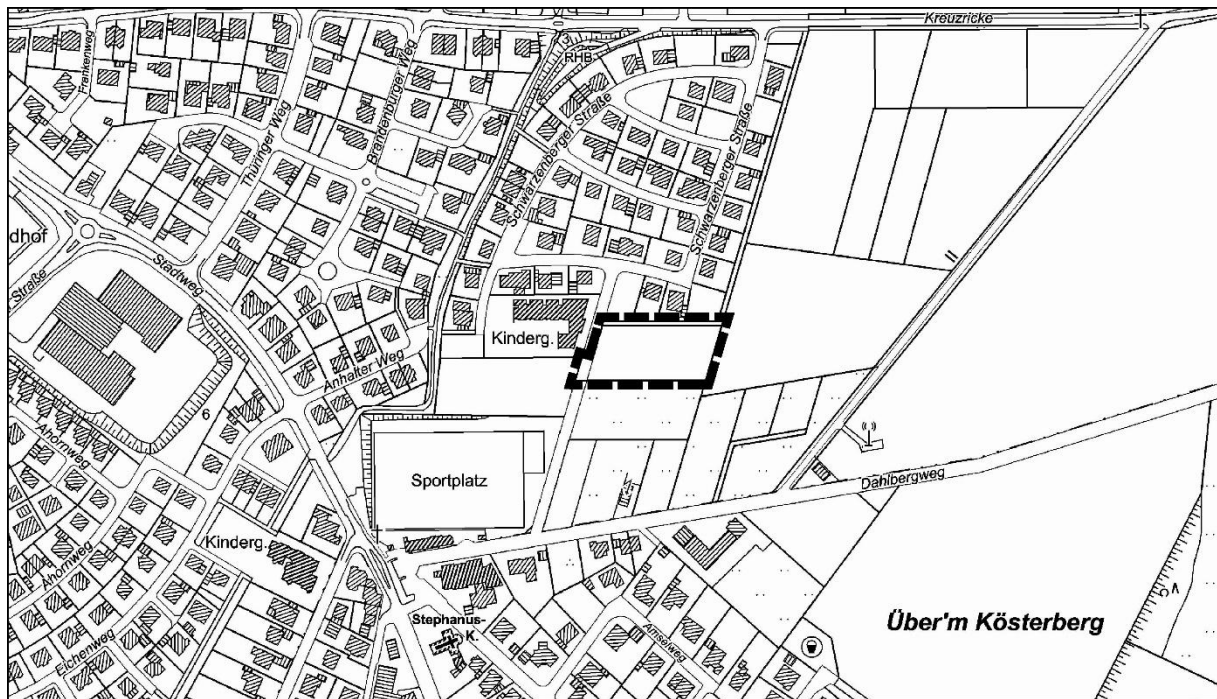 Kreuzricke
Frankenweg
RHB
Thüringer Weg
Brandenburger Weg
Schwarzenberger Straße
Schwarzenberger Straße
dhof
Straße
Stadtweg
Kinderg.
Anhalter Weg
6
Ahornweg
Sportplatz
Dahlbergweg
Kinderg.
Ahornweg
Eichenweg
Stephanus-
K.
Amselweg
Über'm Kösterberg